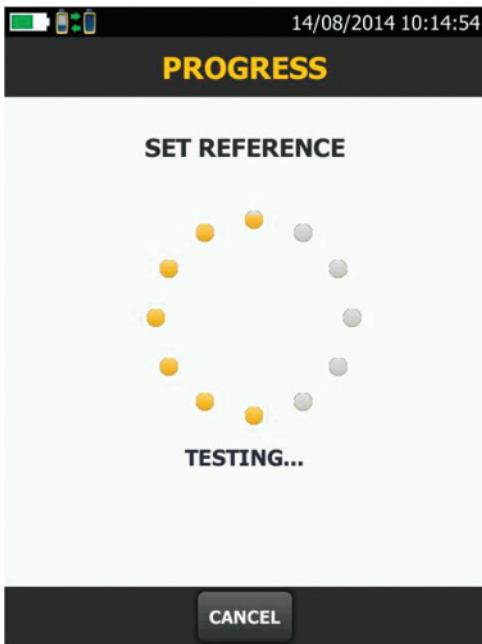 14/08/2014 10:14:54
PROGRESS
SET REFERENCE
TESTING...
CANCEL